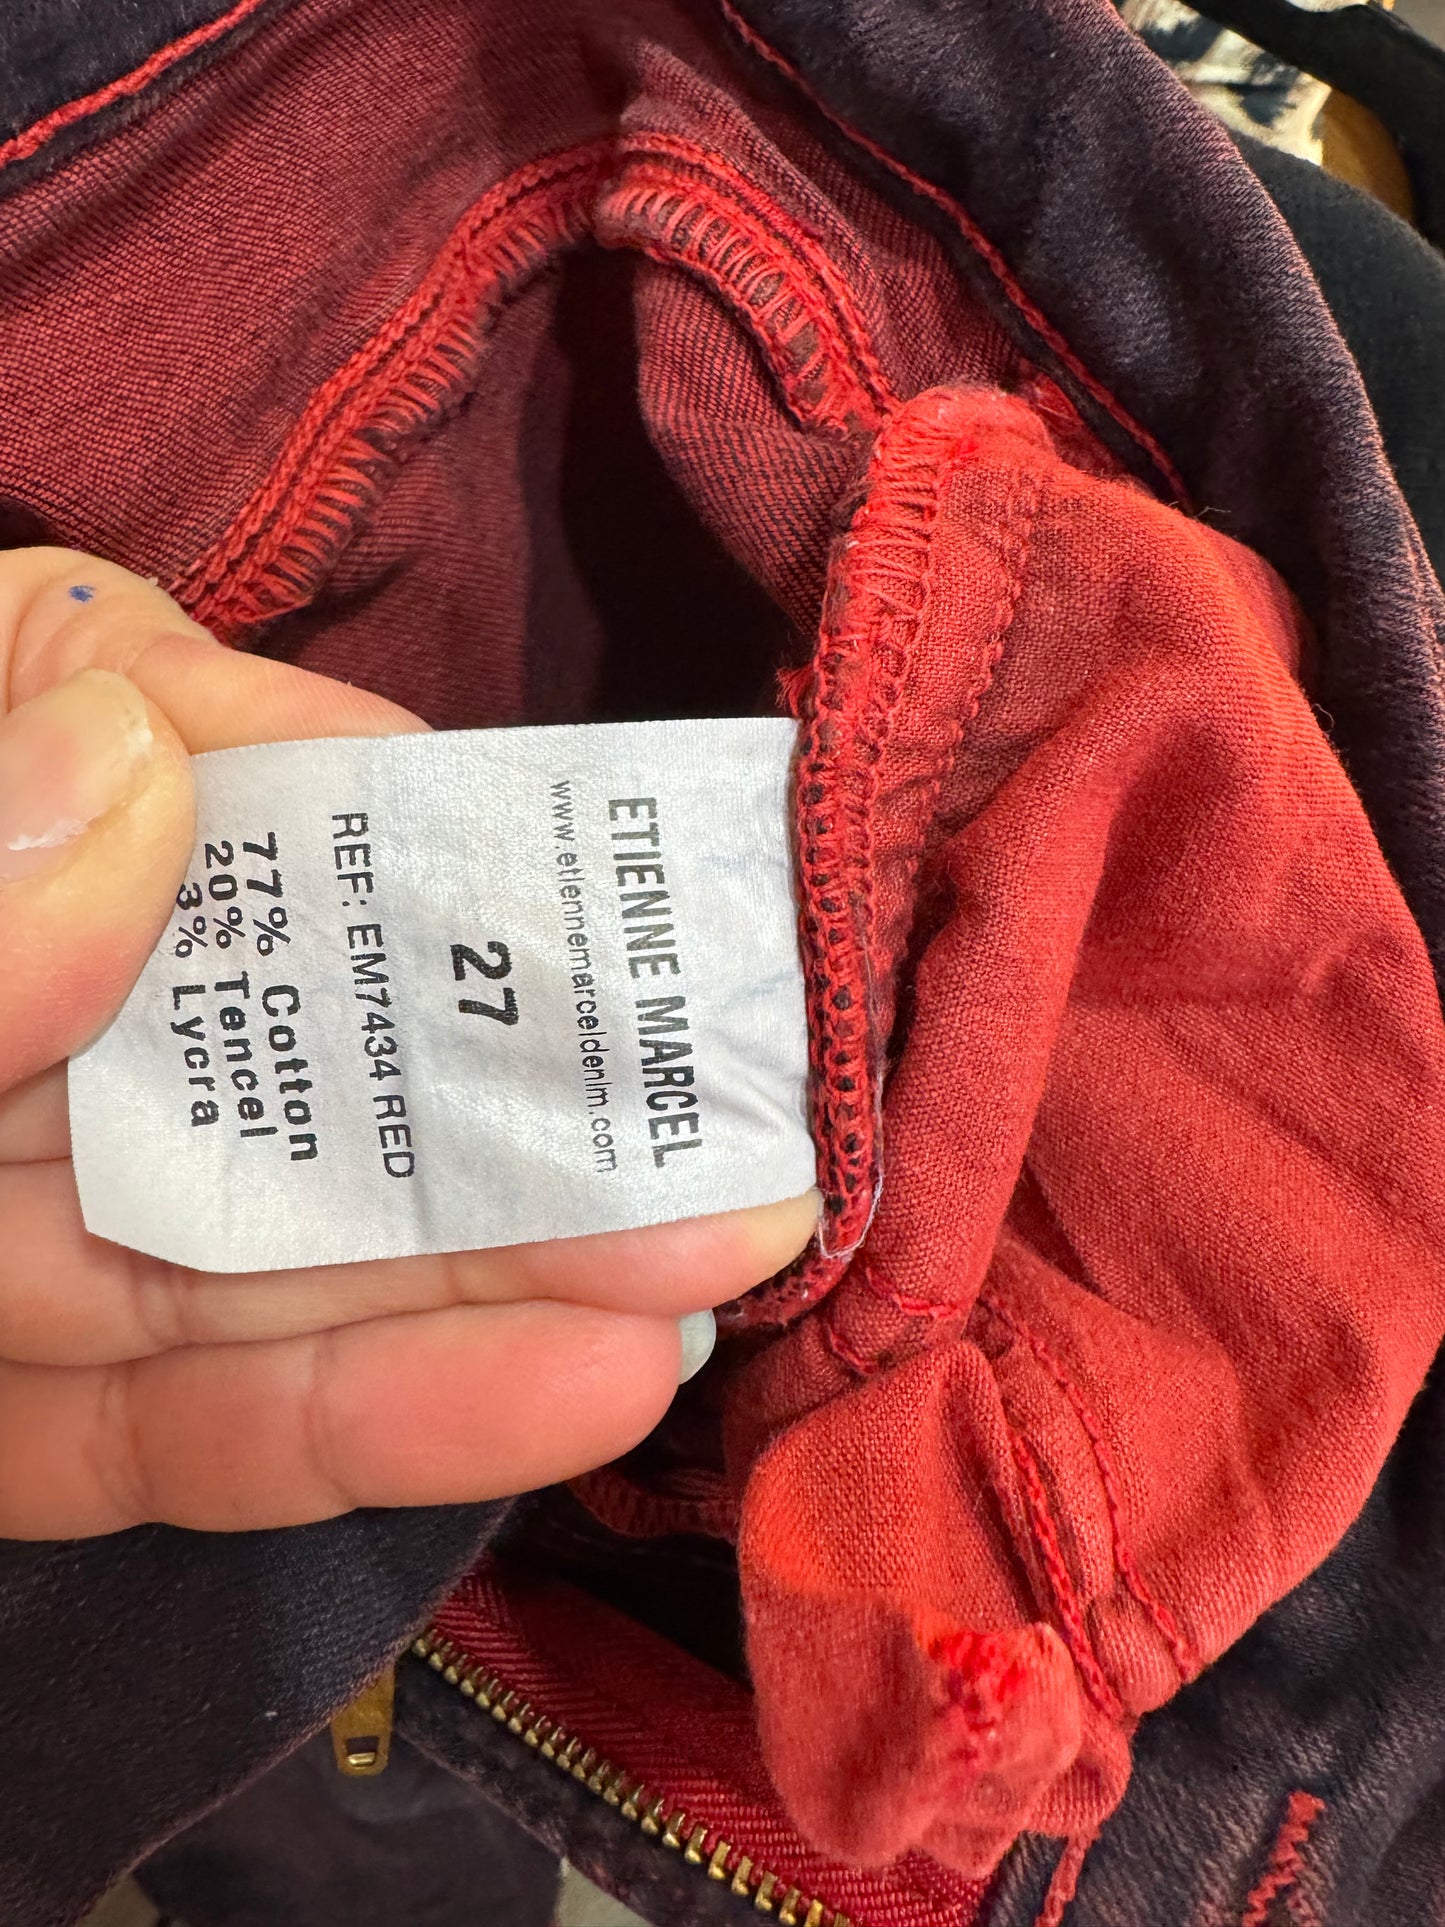 ETIENNE MARCEL
www.etiennemarceldenim.com
27
REF: EM7434 RED
77% Cotton
20% Tencel
3% Lycra